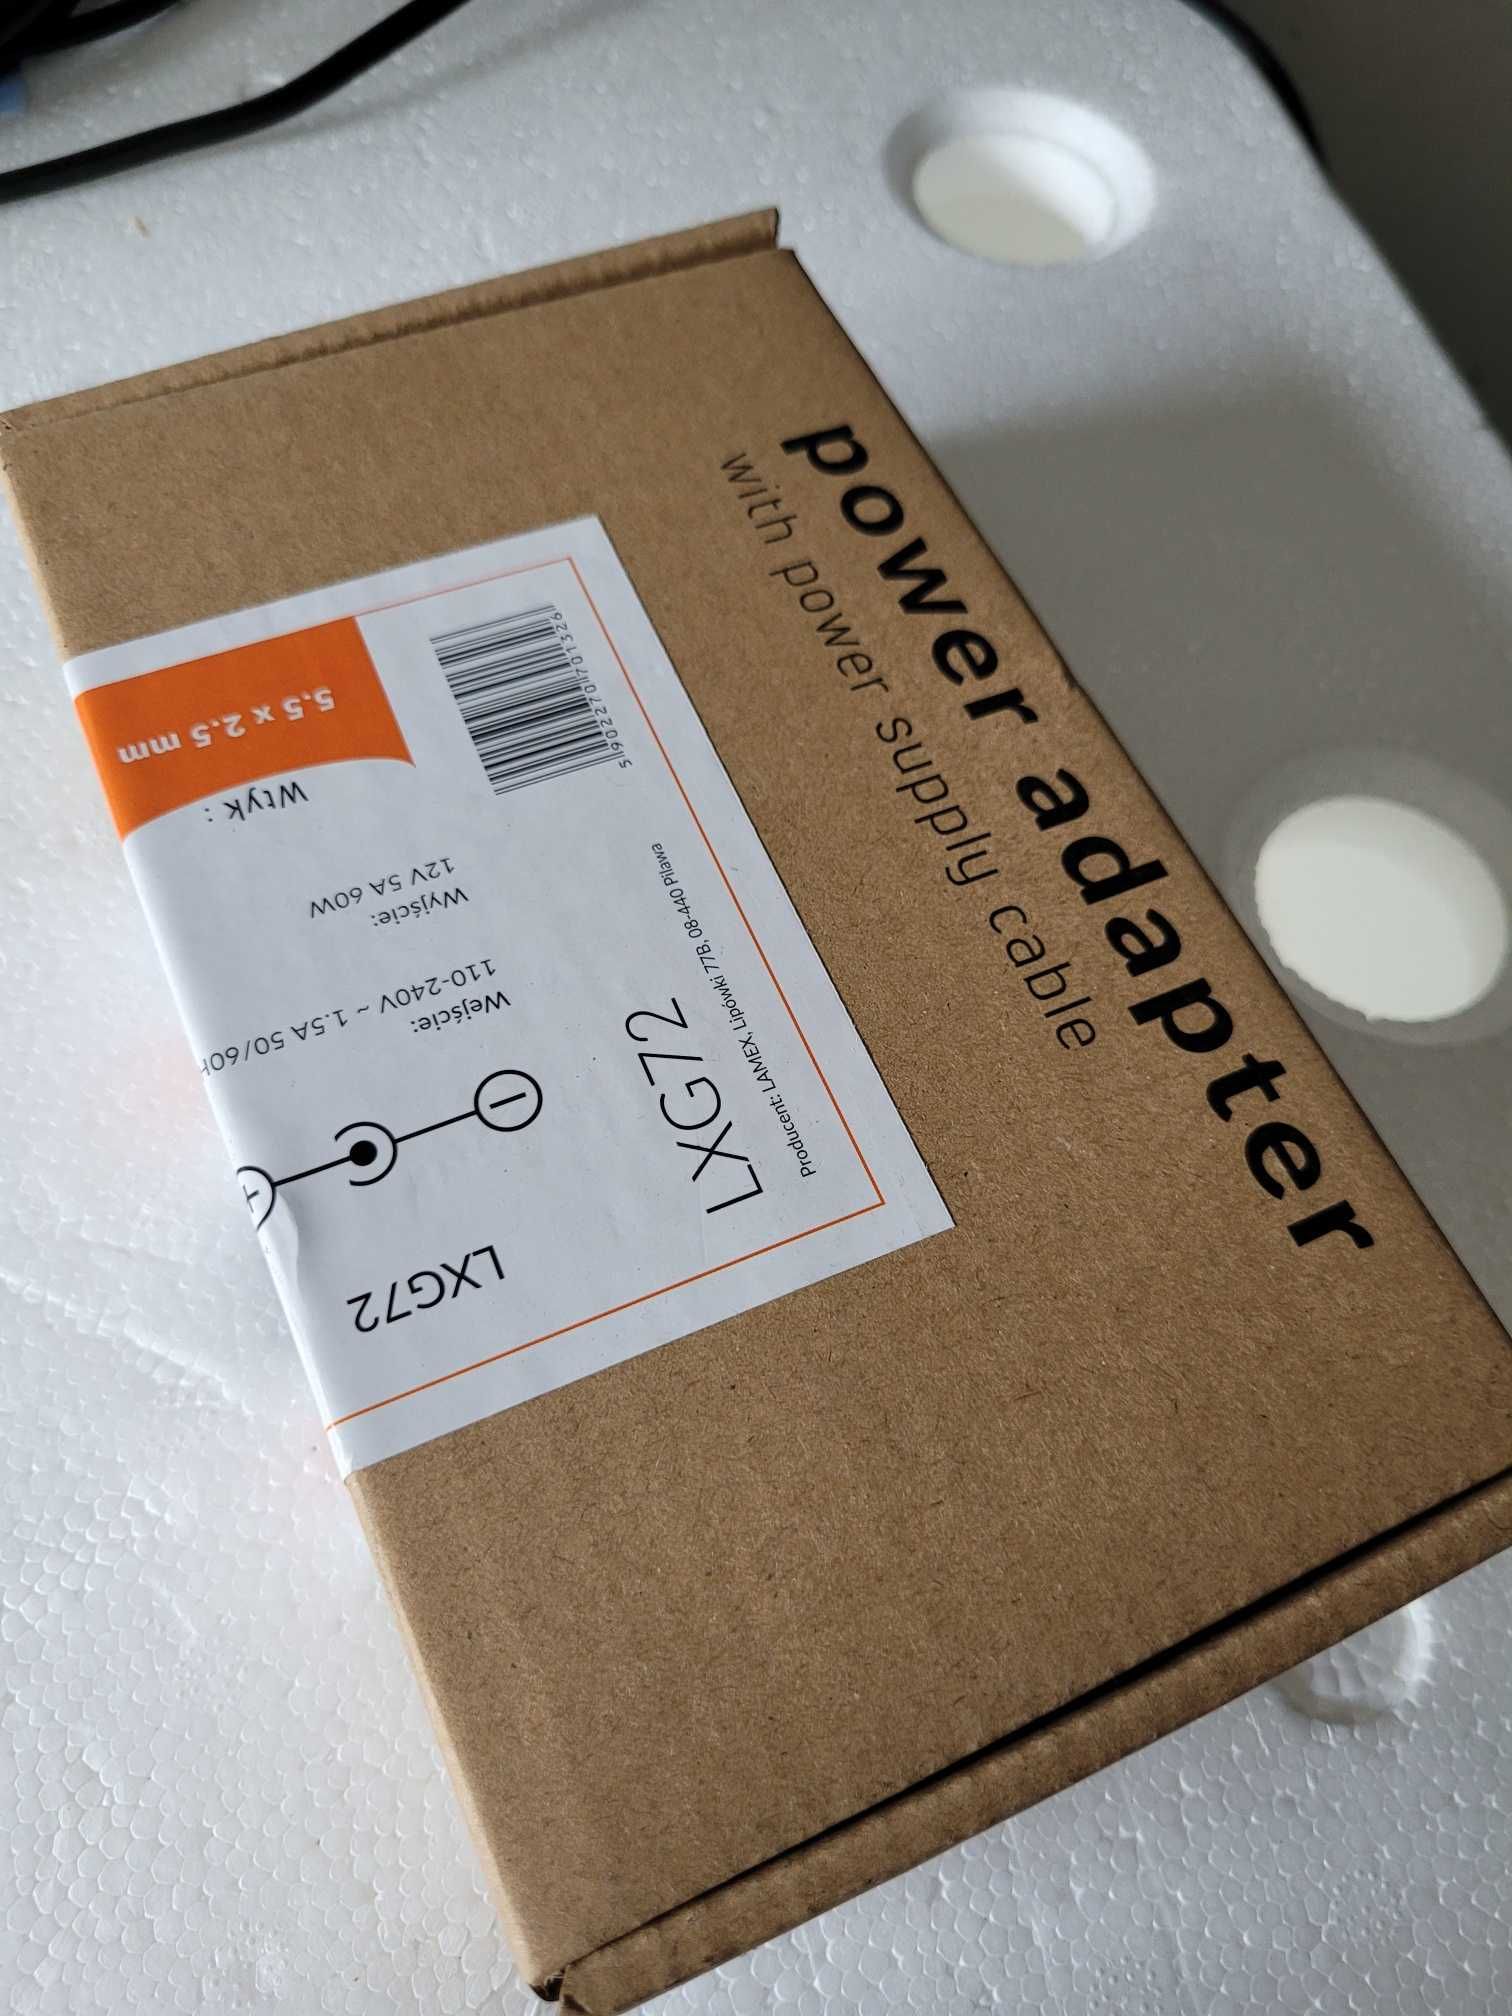 power adapter
with power supply cable
5.5 x 2.5 mm
Wtyk :
Wyjście:
12V 5A 60W
Wejście:
110-240V ~ 1.5A 50/60H
LXG72
5902270701326
LXG72
Producent: LAMEX, Lipówki 77B, 08-440 Pilawa